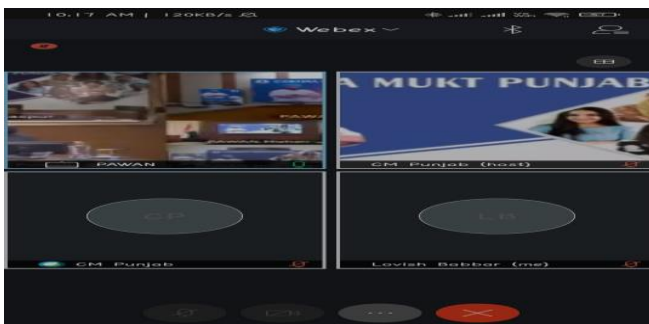 10:17 AM | 120KB/s
Webex
PAWAN
A MUKT PUNJAB
CM Punjab (host)
CP
CM Punjab
LB
Lovish Babbar (me)